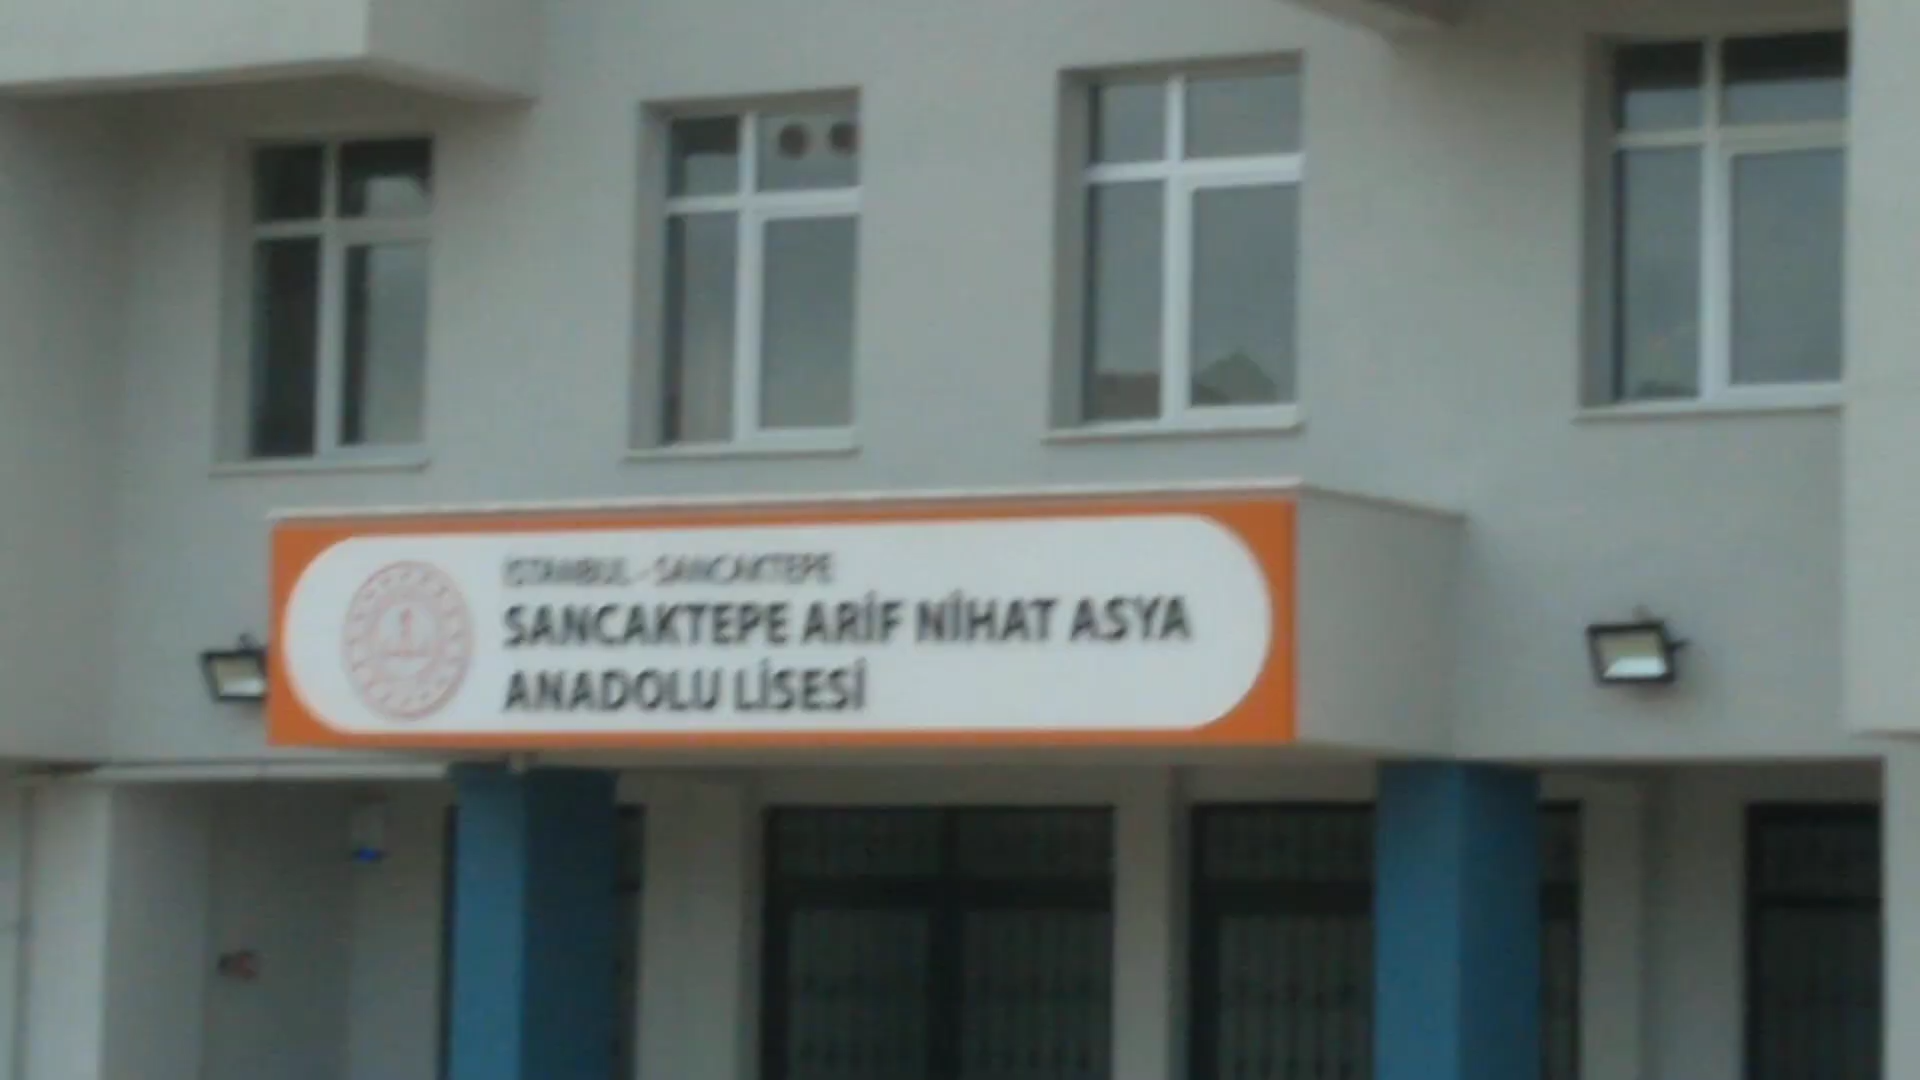 İSTANBUL - SANCAKTEPE
SANCAKTEPE ARİF NİHAT ASYA
ANADOLU LİSESİ